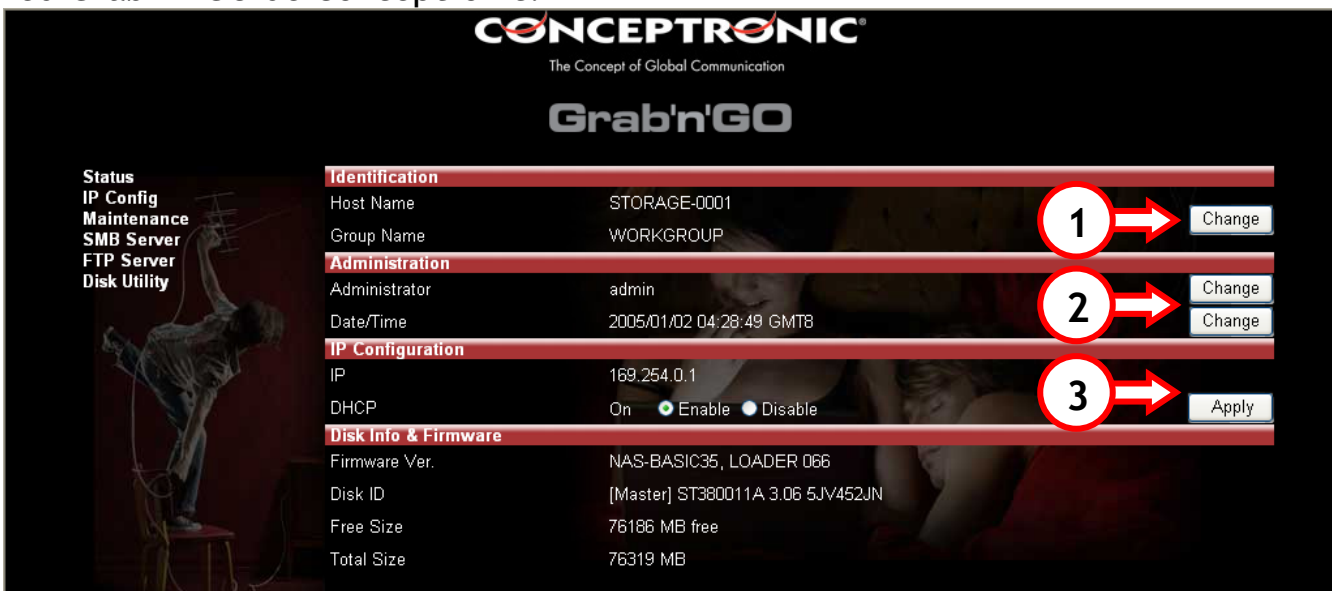 CONCEPTRONIC®
The Concept of Global Communication
Grab'n'GO
Status
IP Config
Maintenance
SMB Server
FTP Server
Disk Utility
Identification
Host Name STORAGE-0001
Group Name WORKGROUP
1 Change
Administration
Administrator admin Change
Date/Time 2005/01/02 04:28:49 GMT8 Change
2
IP Configuration
IP 169.254.0.1
DHCP On Enable Disable
3 Apply
Disk Info & Firmware
Firmware Ver. NAS-BASIC35, LOADER 066
Disk ID [Master] ST380011A 3.06 5JV452JN
Free Size 76186 MB free
Total Size 76319 MB